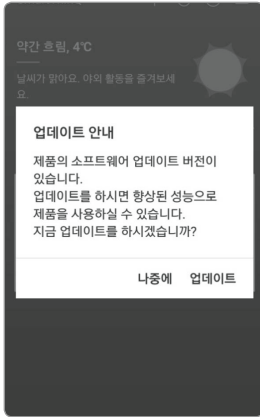 약간 흐림, 4℃
날씨가 맑아요. 야외 활동을 즐겨보세
요.
업데이트 안내
제품의 소프트웨어 업데이트 버전이
있습니다.
업데이트를 하시면 향상된 성능으로
제품을 사용하실 수 있습니다.
지금 업데이트를 하시겠습니까?
나중에 업데이트